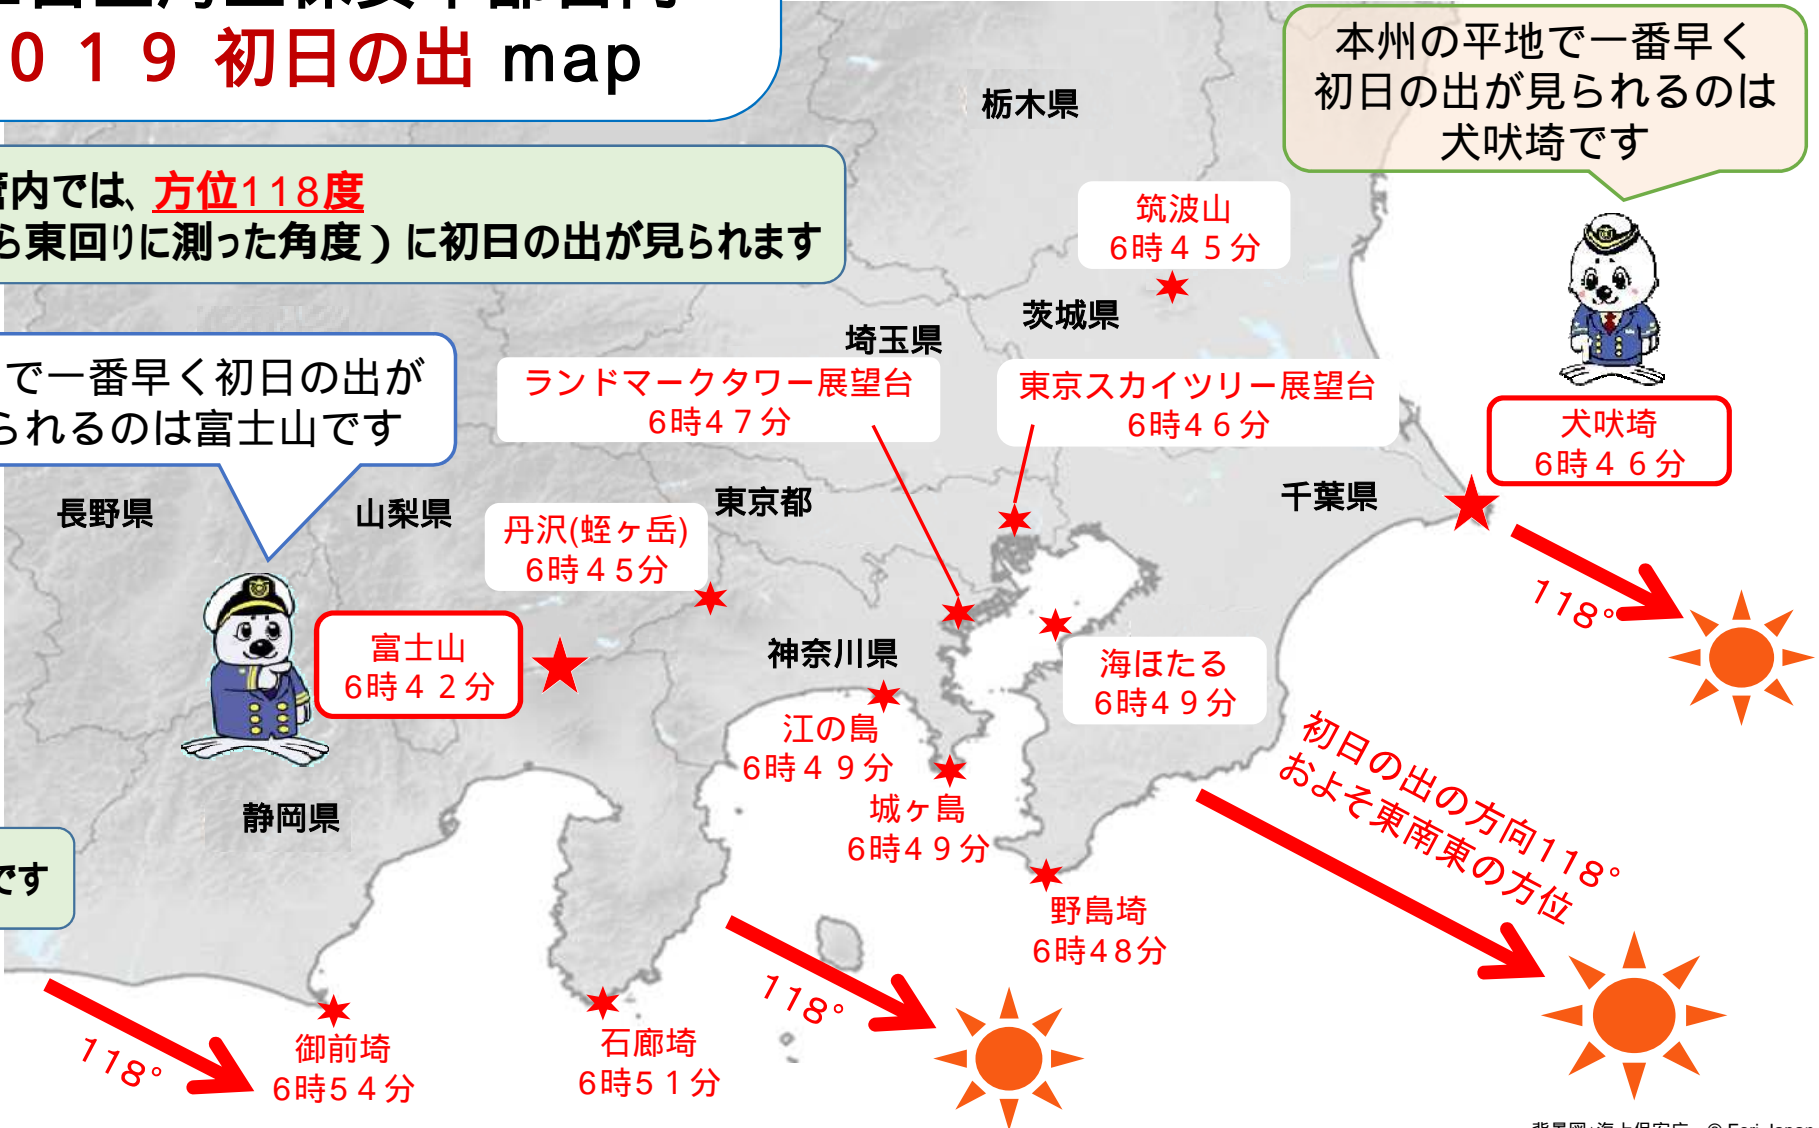 ０１９ 初日の出 map
本州の平地で一番早く
初日の出が見られるのは
犬吠埼です
栃木県
管内では、方位118度
ら東回りに測った角度）に初日の出が見られます
筑波山
6時４５分
茨城県
埼玉県
で一番早く初日の出が
られるのは富士山です
ランドマークタワー展望台
6時４７分
東京スカイツリー展望台
6時４６分
犬吠埼
6時４６分
長野県
山梨県
東京都
千葉県
丹沢(蛭ヶ岳)
6時４５分
118°
富士山
6時４２分
神奈川県
海ほたる
6時４９分
江の島
6時４９分
初日の出の方向118°
およそ東南東の方位
城ヶ島
6時４９分
静岡県
です
野島埼
6時48分
118°
118°
御前埼
6時５４分
石廊埼
6時５１分